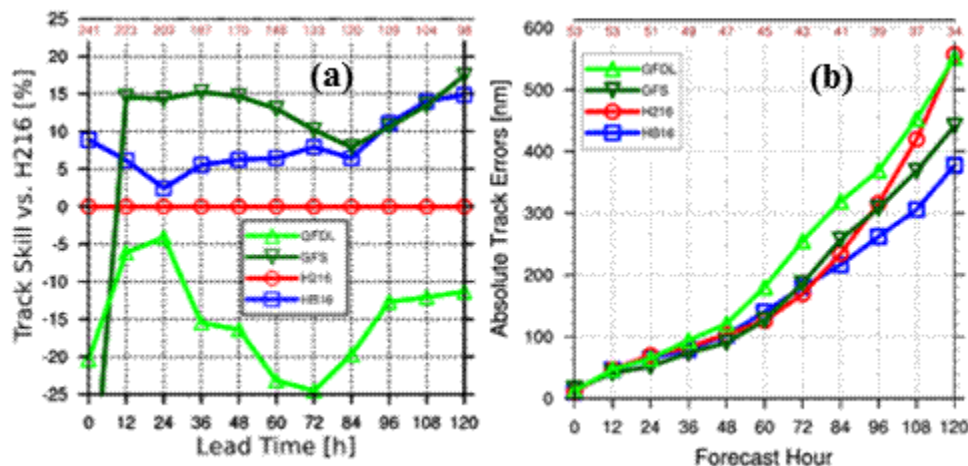 241 223 203 187 170 148 133 120 109 104 98
25
20
15
10
5
0
-5
-10
-15
-20
-25
Track Skill vs. H216 [%]
(a)
GFDL
GFS
H216
HB16
0 12 24 36 48 60 72 84 96 108 120
Lead Time [h]
53 53 51 49 47 45 43 41 39 37 34
600
500
400
300
200
100
0
Absolute Track Errors [nm]
(b)
GFDL
GFS
H216
HB16
0 12 24 36 48 60 72 84 96 108 120
Forecast Hour